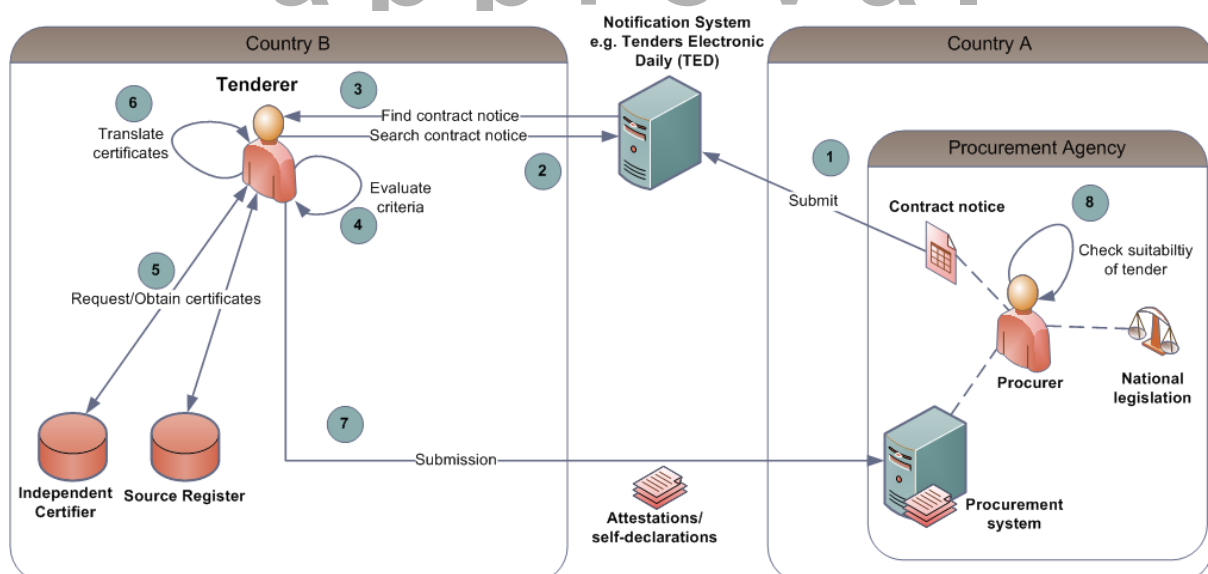 approval
Country B
Notification System
e.g. Tenders Electronic
Daily (TED)
Country A
Tenderer
3
6
Find contract notice
Search contract notice
Translate
certificates
Procurement Agency
1
2
Evaluate
criteria
4
Submit
Contract notice
8
Check suitabiltiy
of tender
5
Request/Obtain certificates
Procurer
National
legislation
7
Submission
Independent
Certifier
Source Register
Attestations/
self-declarations
Procurement
system